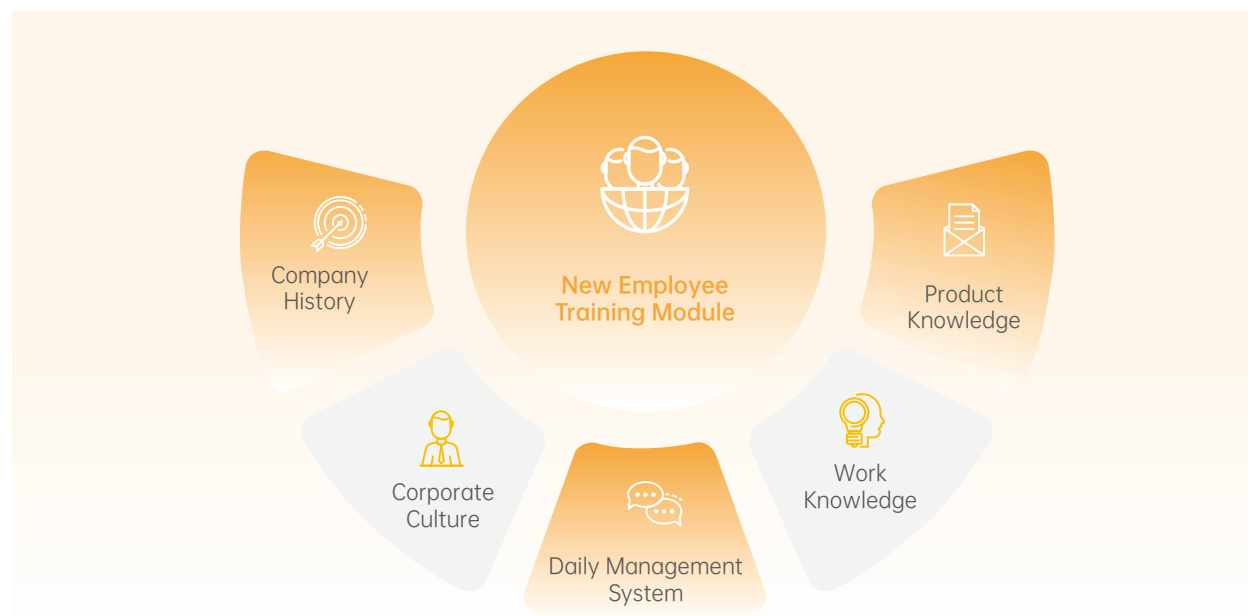 New Employee
Training Module
Company
History
Corporate
Culture
Daily Management
System
Work
Knowledge
Product
Knowledge